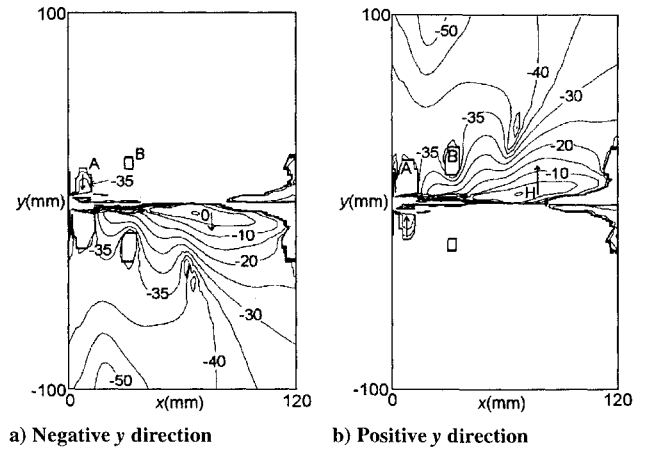 100
100
-50
-40
-30
-35
-35
-20
-10
A
B
A
B
-35
y(mm)
0
y(mm)
H
-10
-20
-35
-35
-30
-40
-50
-100
-100
0
x(mm)
120
0
x(mm)
120
a) Negative y direction
b) Positive y direction